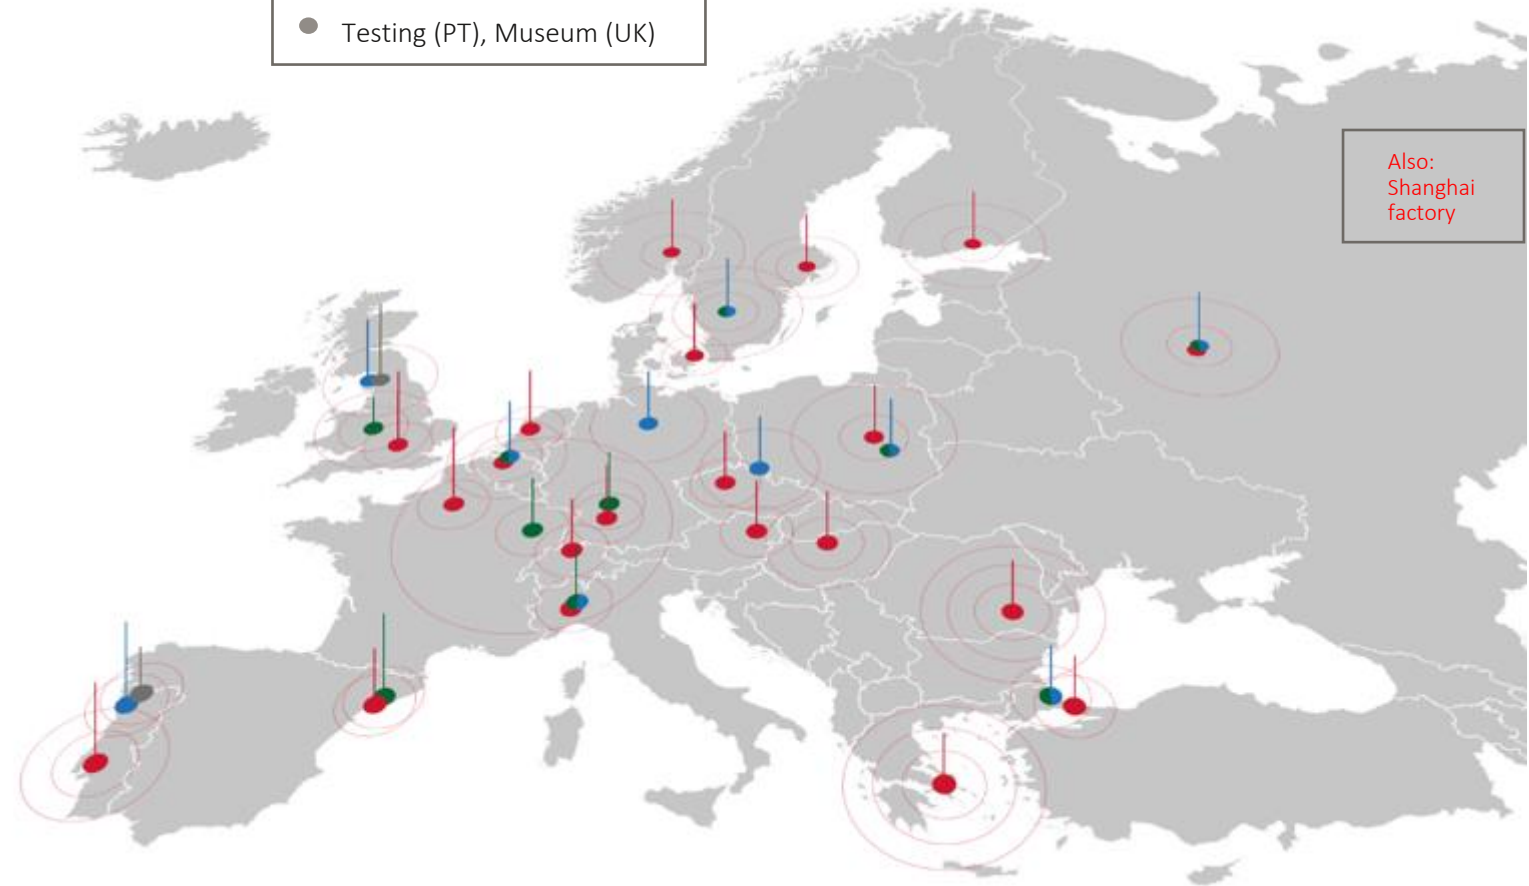 Testing (PT), Museum (UK)
Also:
Shanghai
factory